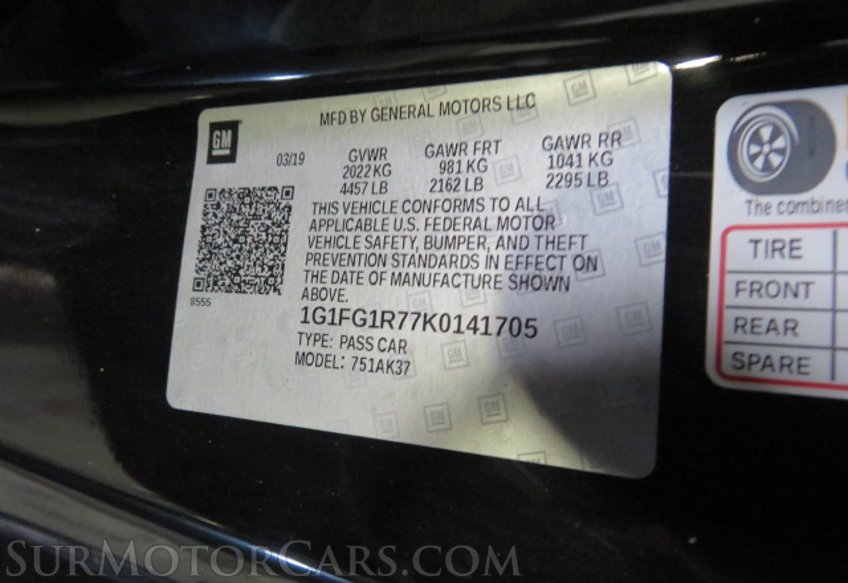 GM
MFD BY GENERAL MOTORS LLC
03/19
GVWR GAWR FRT GAWR RR
2022 KG 981 KG 1041 KG
4457 LB 2162 LB 2295 LB
THIS VEHICLE CONFORMS TO ALL
APPLICABLE U.S. FEDERAL MOTOR
VEHICLE SAFETY, BUMPER, AND THEFT
PREVENTION STANDARDS IN EFFECT ON
THE DATE OF MANUFACTURE SHOWN
ABOVE.
8555
1G1FG1R77K0141705
TYPE: PASS CAR
MODEL: 751AK37
The combine
TIRE
FRONT
REAR
SPARE
SURMOTORCARS.COM